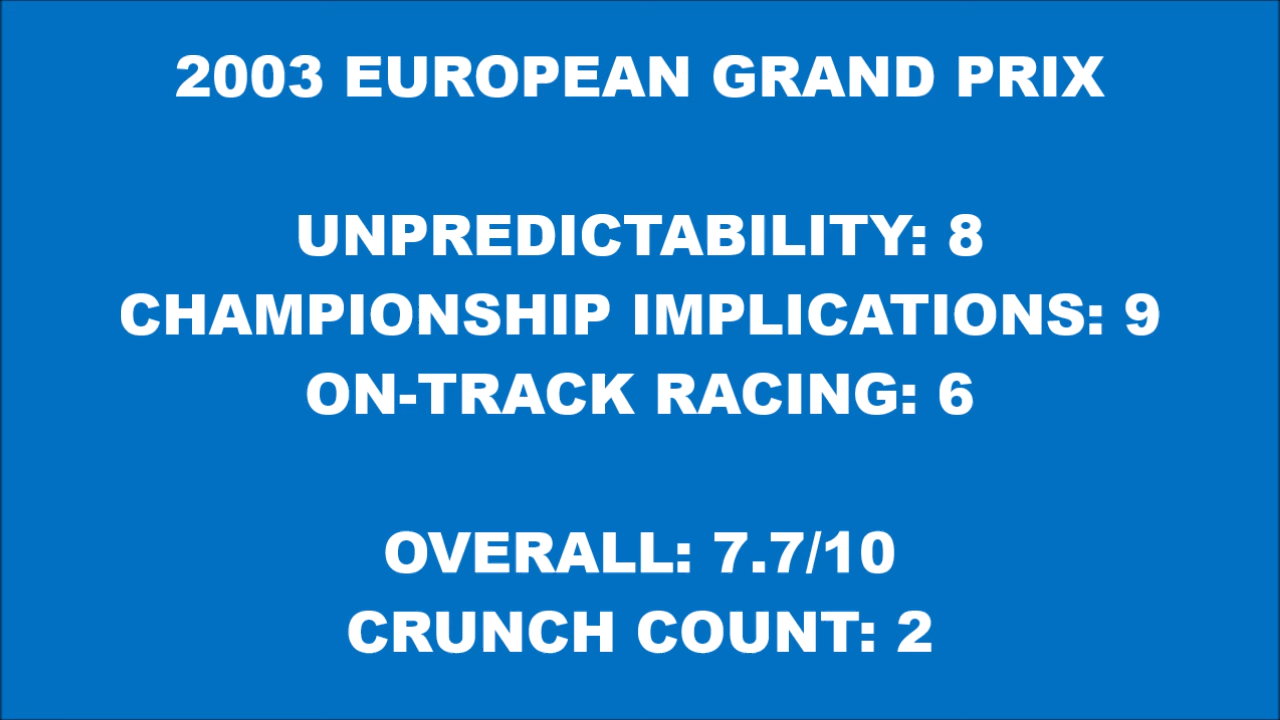 2003 EUROPEAN GRAND PRIX
UNPREDICTABILITY: 8
CHAMPIONSHIP IMPLICATIONS: 9
ON-TRACK RACING: 6
OVERALL: 7.7/10
CRUNCH COUNT: 2